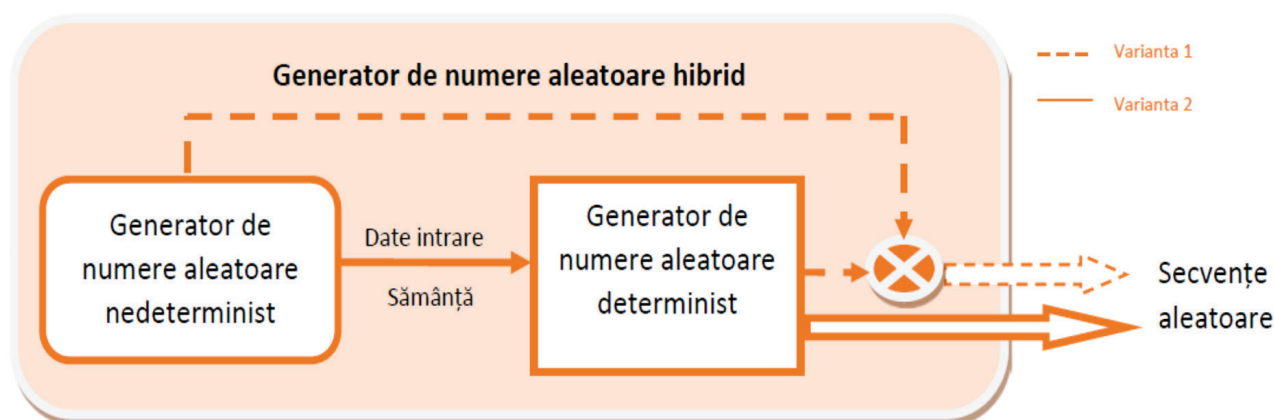 Generator de numere aleatoare hibrid
Varianta 1
Varianta 2
Generator de
numere aleatoare
nedeterminist
Date intrare
Sămânță
Generator de
numere aleatoare
determinist
Secvențe
aleatoare